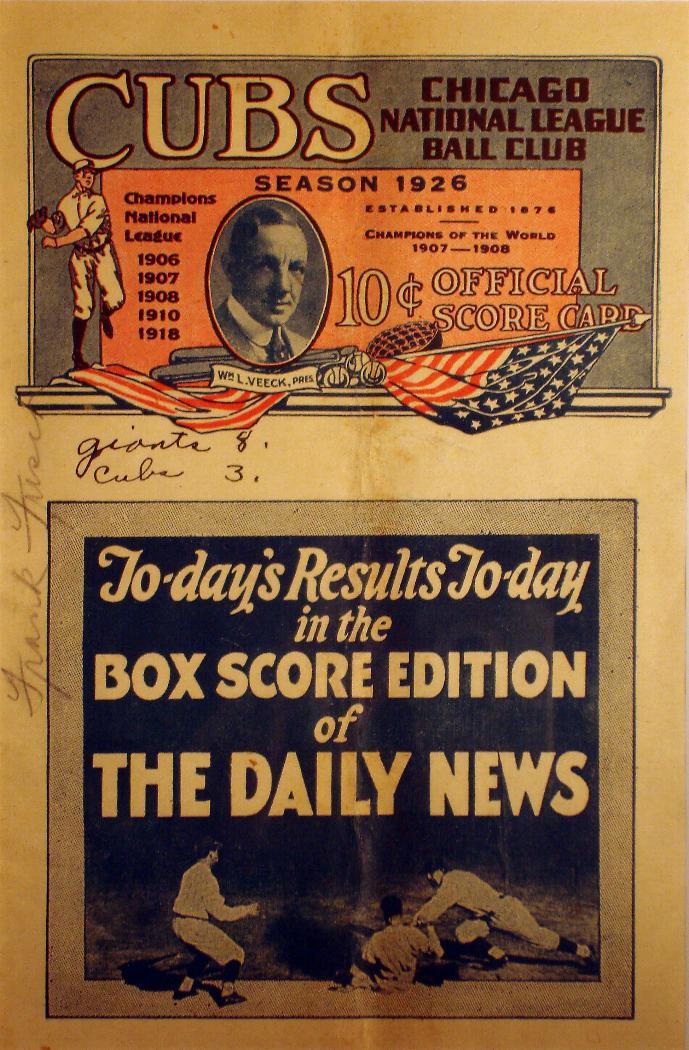 CUBS
CHICAGO
NATIONAL LEAGUE
BALL CLUB
SEASON 1926
Champions
National
League
1906
1907
1908
1910
1918
ESTABLISHED 1876
CHAMPIONS OF THE WORLD
1907—1908
10¢ OFFICIAL
SCORE CARD
WM L. VEECK, PRES.
giants 8.
Cubs 3.
Frank
To-day's Results To-day
in the
BOX SCORE EDITION
of
THE DAILY NEWS